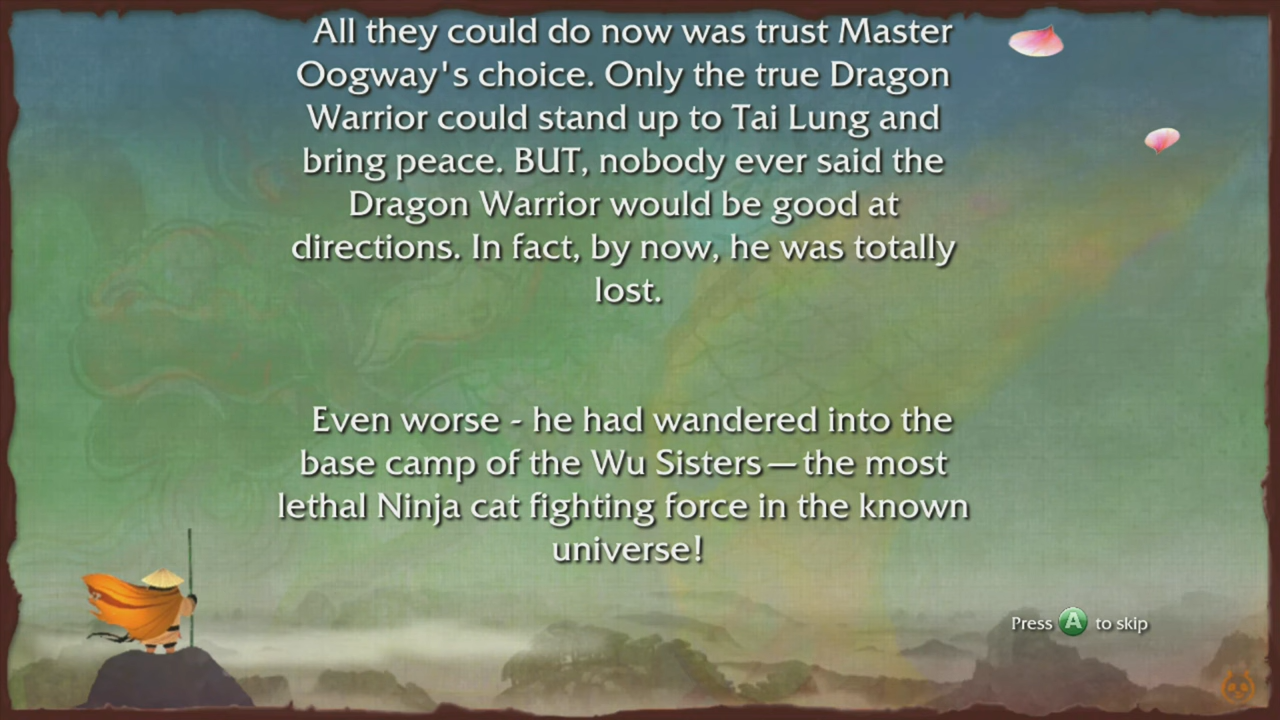 All they could do now was trust Master
Oogway's choice. Only the true Dragon
Warrior could stand up to Tai Lung and
bring peace. BUT, nobody ever said the
Dragon Warrior would be good at
directions. In fact, by now, he was totally
lost.
Even worse - he had wandered into the
base camp of the Wu Sisters—the most
lethal Ninja cat fighting force in the known
universe!
Press A to skip